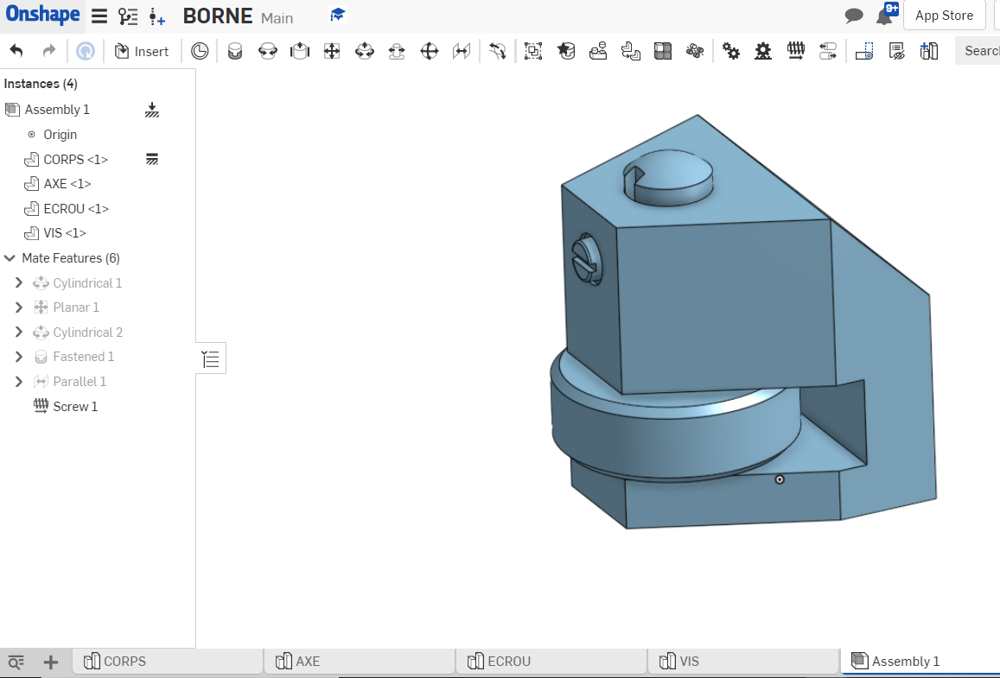 Onshape BORNE Main 9+ App Store
Insert Searc
Instances (4)
Assembly 1
Origin
CORPS <1>
AXE <1>
ECROU <1>
VIS <1>
Mate Features (6)
Cylindrical 1
Planar 1
Cylindrical 2
Fastened 1
Parallel 1
Screw 1
CORPS AXE ECROU VIS Assembly 1